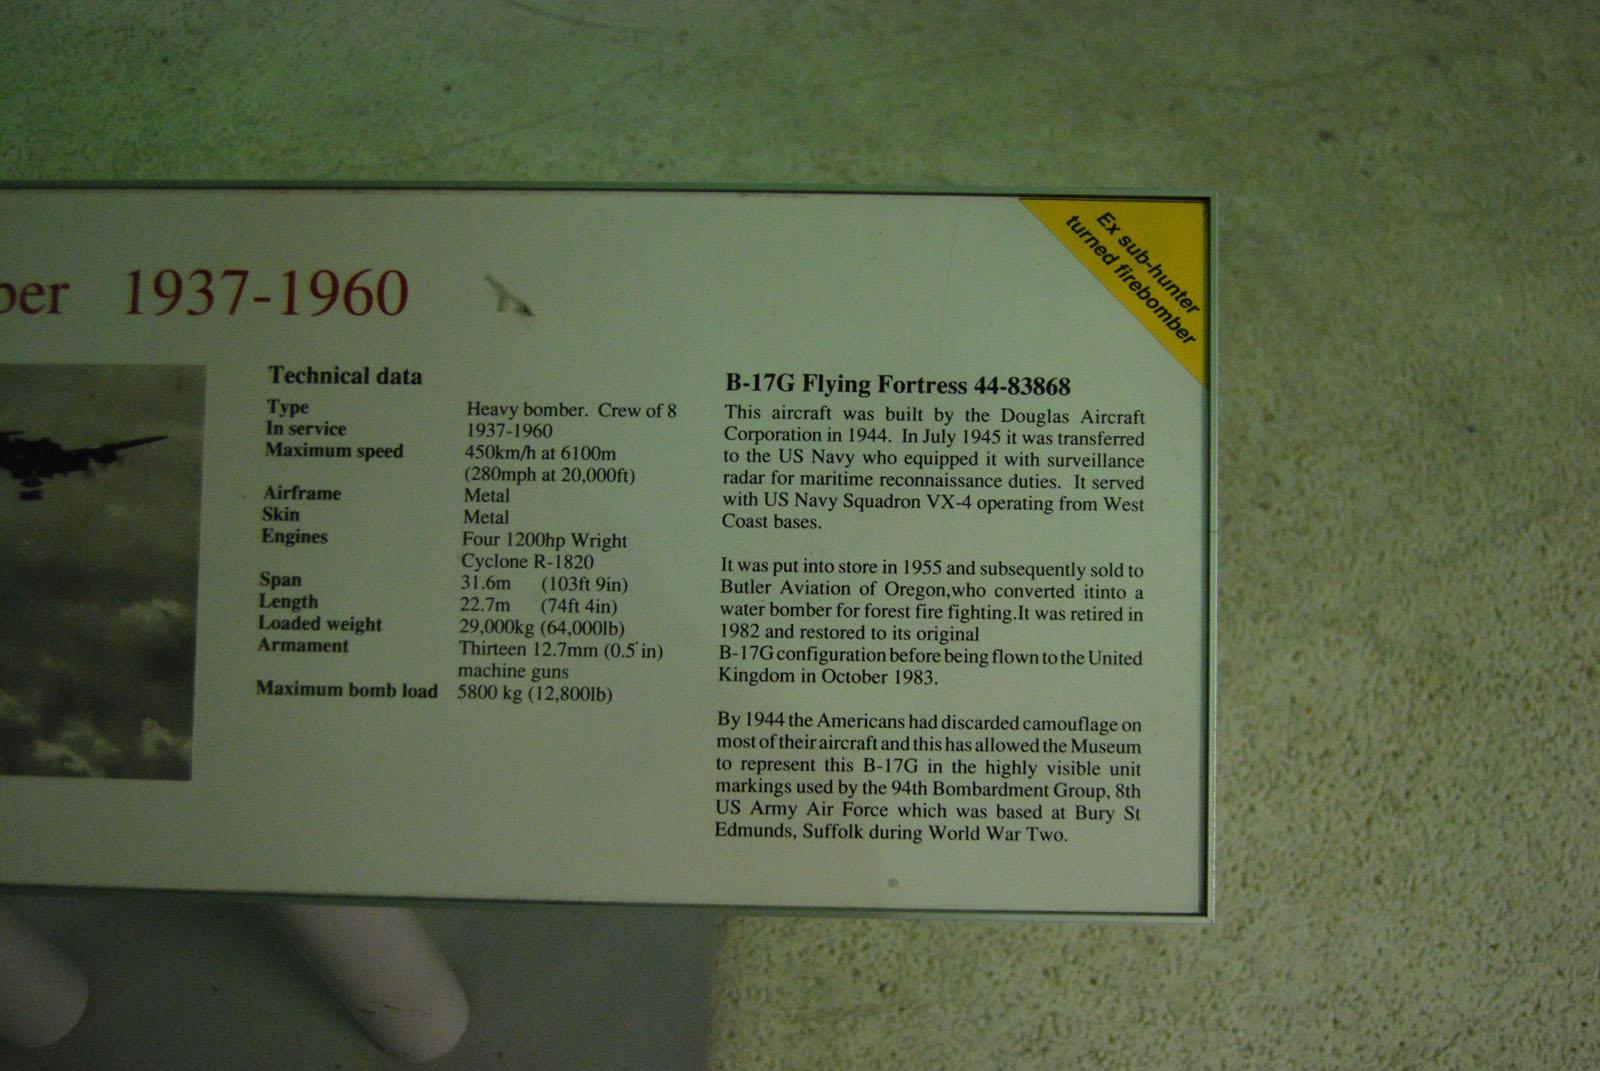 ber 1937-1960
Ex sub-hunter
turned firebomber
Technical data
Type Heavy bomber. Crew of 8
In service 1937-1960
Maximum speed 450km/h at 6100m
(280mph at 20,000ft)
Airframe Metal
Skin Metal
Engines Four 1200hp Wright
Cyclone R-1820
Span 31.6m (103ft 9in)
Length 22.7m (74ft 4in)
Loaded weight 29,000kg (64,000lb)
Armament Thirteen 12.7mm (0.5 in)
machine guns
Maximum bomb load 5800 kg (12,800lb)
B-17G Flying Fortress 44-83868
This aircraft was built by the Douglas Aircraft
Corporation in 1944. In July 1945 it was transferred
to the US Navy who equipped it with surveillance
radar for maritime reconnaissance duties. It served
with US Navy Squadron VX-4 operating from West
Coast bases.
It was put into store in 1955 and subsequently sold to
Butler Aviation of Oregon,who converted itinto a
water bomber for forest fire fighting.It was retired in
1982 and restored to its original
B-17G configuration before being flown to the United
Kingdom in October 1983.
By 1944 the Americans had discarded camouflage on
most of their aircraft and this has allowed the Museum
to represent this B-17G in the highly visible unit
markings used by the 94th Bombardment Group, 8th
US Army Air Force which was based at Bury St
Edmunds, Suffolk during World War Two.